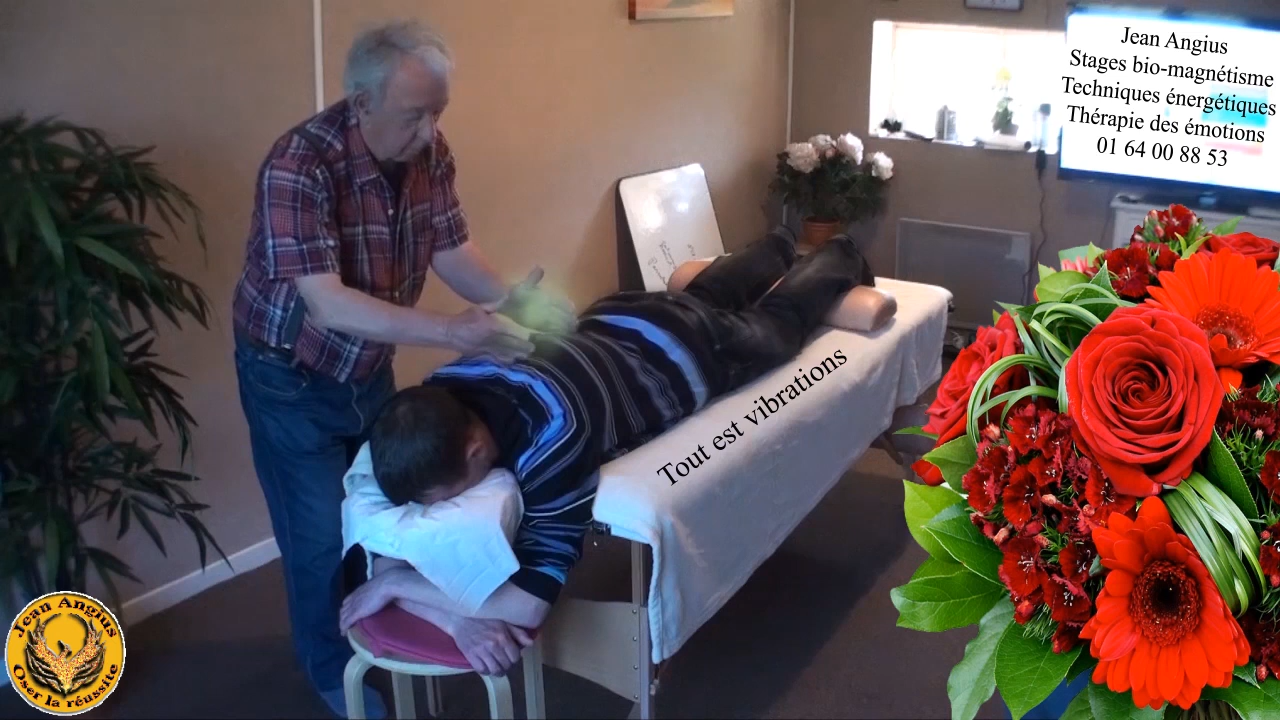 Jean Angius
Stages bio-magnétisme
Techniques énergétiques
Thérapie des émotions
01 64 00 88 53
Tout est vibrations
Jean Angius
Oser la réussite